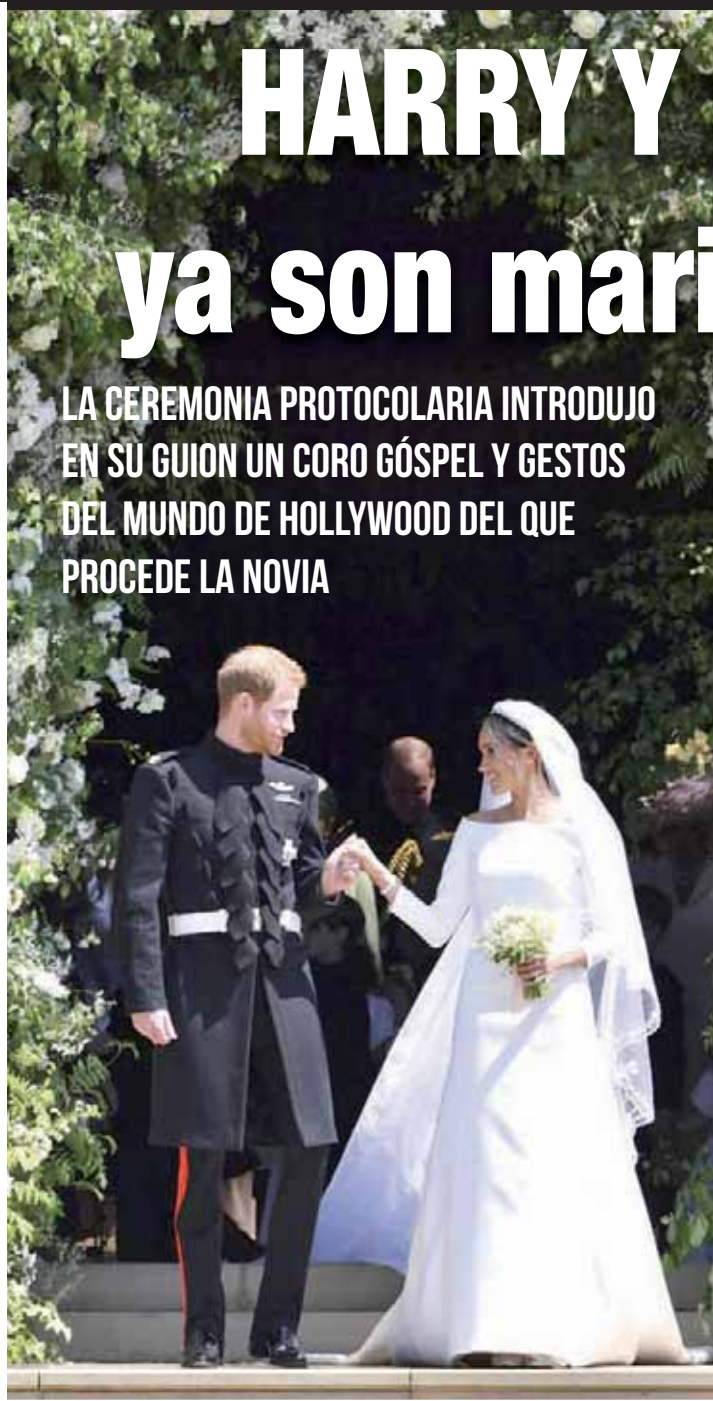 HARRY Y
ya son mari
LA CEREMONIA PROTOCOLARIA INTRODUJO
EN SU GUION UN CORO GÓSPEL Y GESTOS
DEL MUNDO DE HOLLYWOOD DEL QUE
PROCEDE LA NOVIA